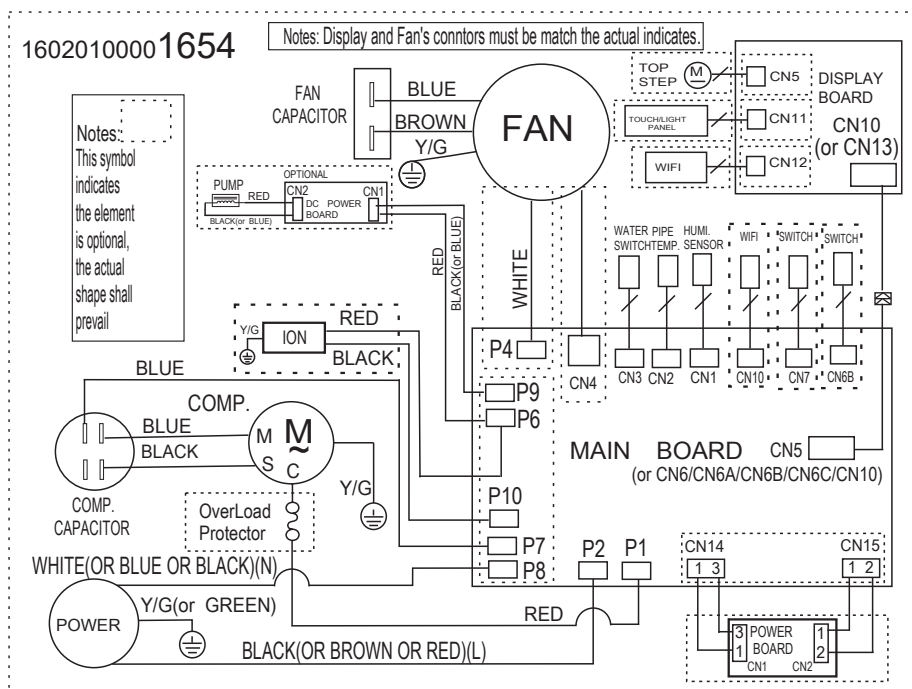 16020100001654
Notes: Display and Fan's conntors must be match the actual indicates.
Notes:
This symbol
indicates
the element
is optional,
the actual
shape shall
prevail
FAN
CAPACITOR
BLUE
BROWN
Y/G
FAN
TOP
STEP
M
CN5
TOUCH/LIGHT
PANEL
CN11
WIFI
CN12
DISPLAY
BOARD
CN10
(or CN13)
OPTIONAL
PUMP
RED
BLACK(or BLUE)
CN2
CN1
DC POWER
BOARD
RED
BLACK(or BLUE)
WHITE
WATER
SWITCH
PIPE
TEMP.
HUMI.
SENSOR
WIFI
SWITCH
SWITCH
Y/G
ION
RED
BLACK
P4
CN4
CN3
CN2
CN1
CN10
CN7
CN6B
BLUE
P9
P6
COMP.
BLUE
BLACK
M
S
C
M
~
Y/G
COMP.
CAPACITOR
OverLoad
Protector
MAIN BOARD
CN5
(or CN6/CN6A/CN6B/CN6C/CN10)
P10
P7
P8
P2
P1
CN14
1 3
CN15
1 2
WHITE(OR BLUE OR BLACK)(N)
Y/G(or GREEN)
POWER
BLACK(OR BROWN OR RED)(L)
RED
3
1
POWER
BOARD
CN1
CN2
1
2